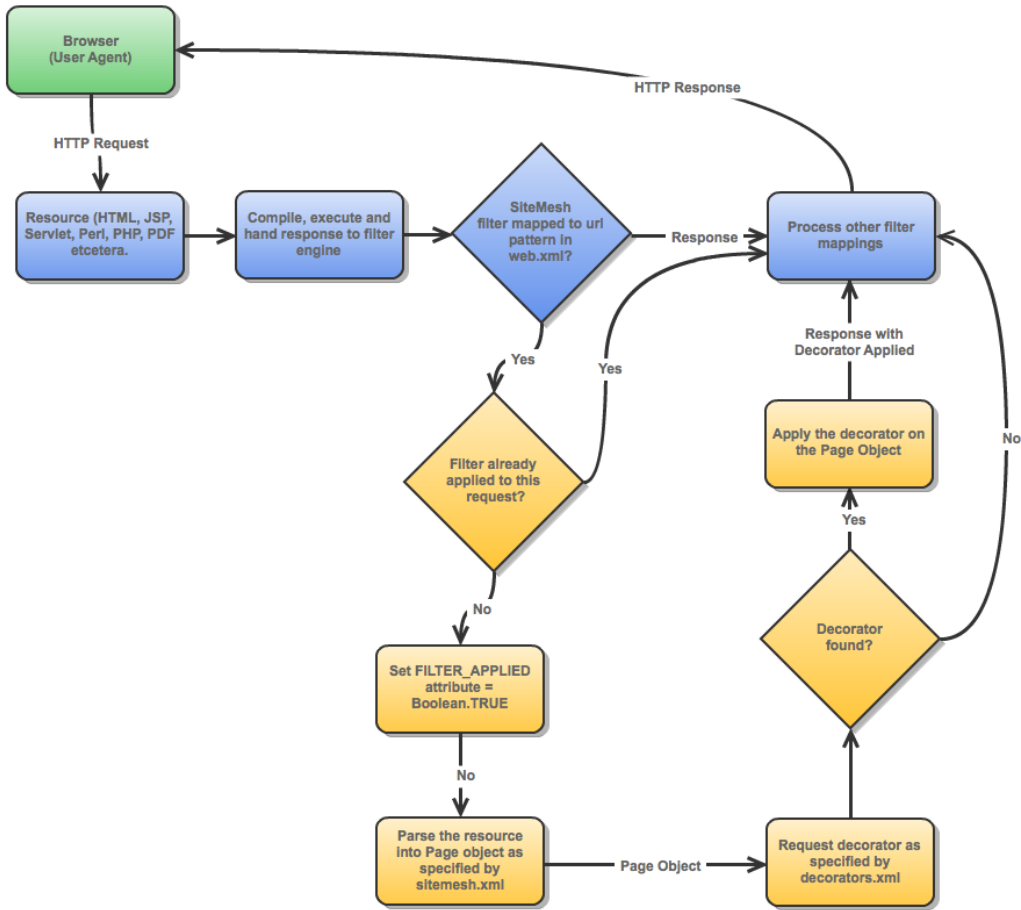 Browser
(User Agent)
HTTP Response
HTTP Request
Resource (HTML, JSP,
Servlet, Perl, PHP, PDF
etcetera.
Compile, execute and
hand response to filter
engine
SiteMesh
filter mapped to url
pattern in
web.xml?
Response
Process other filter
mappings
Yes
Yes
Response with
Decorator Applied
Filter already
applied to this
request?
Apply the decorator on
the Page Object
No
Yes
No
Decorator
found?
Set FILTER_APPLIED
attribute =
Boolean.TRUE
No
Parse the resource
into Page object as
specified by
sitemesh.xml
Page Object
Request decorator as
specified by
decorators.xml